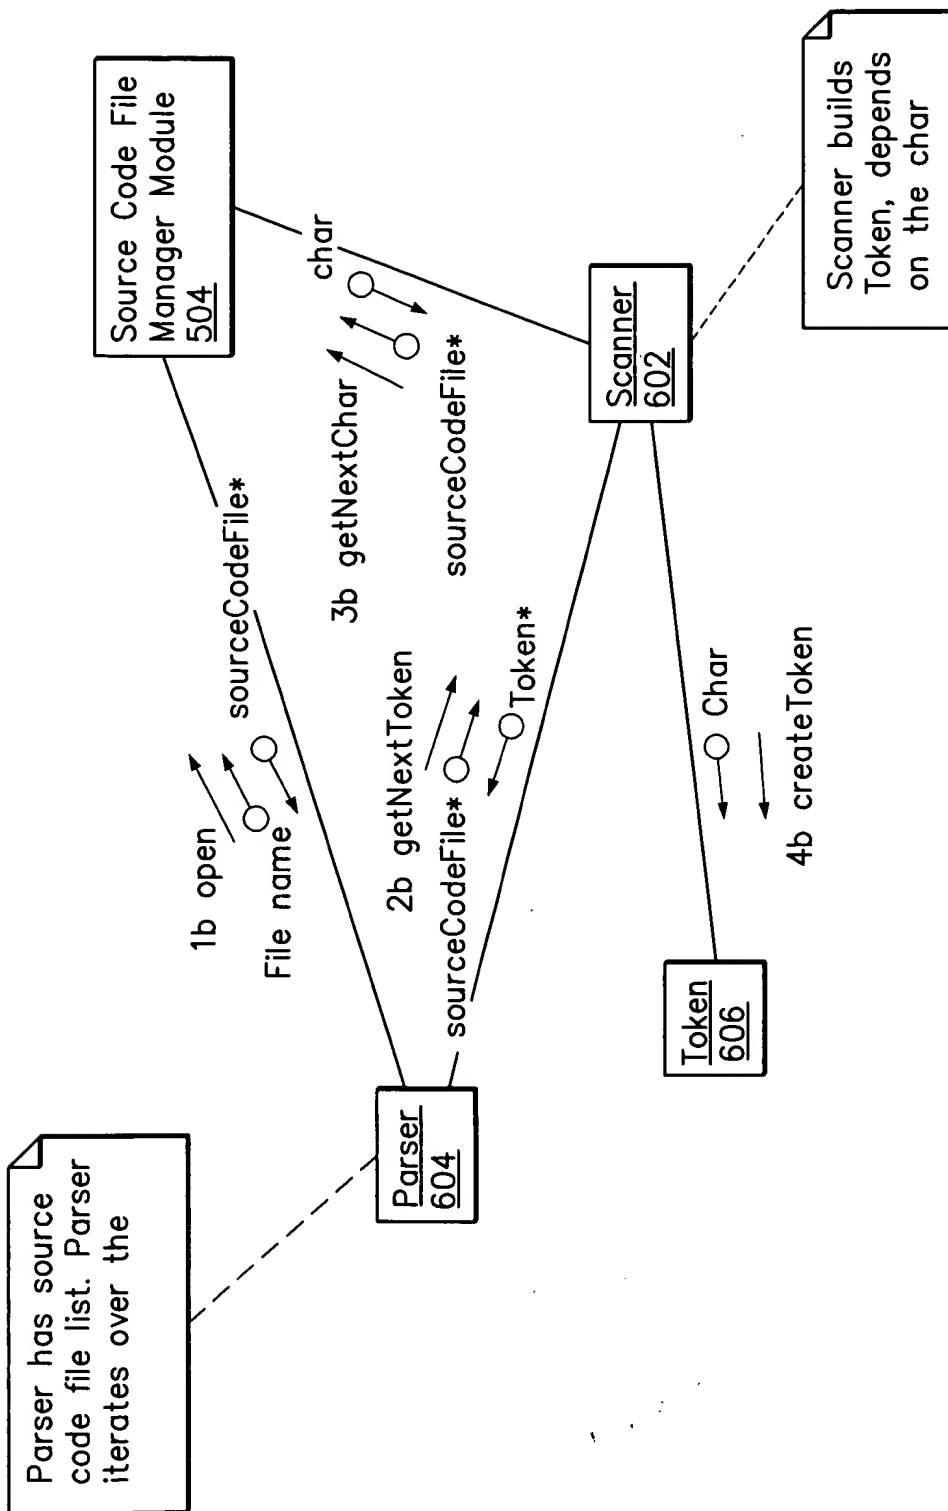 Parser has source
code file list. Parser
iterates over the
Source Code File
Manager Module
504
1b open
File name
sourceCodeFile*
char
3b getNextChar
sourceCodeFile*
Parser
604
2b getNextToken
sourceCodeFile*
Token*
Scanner
602
Token
606
Char
4b createToken
Scanner builds
Token, depends
on the char